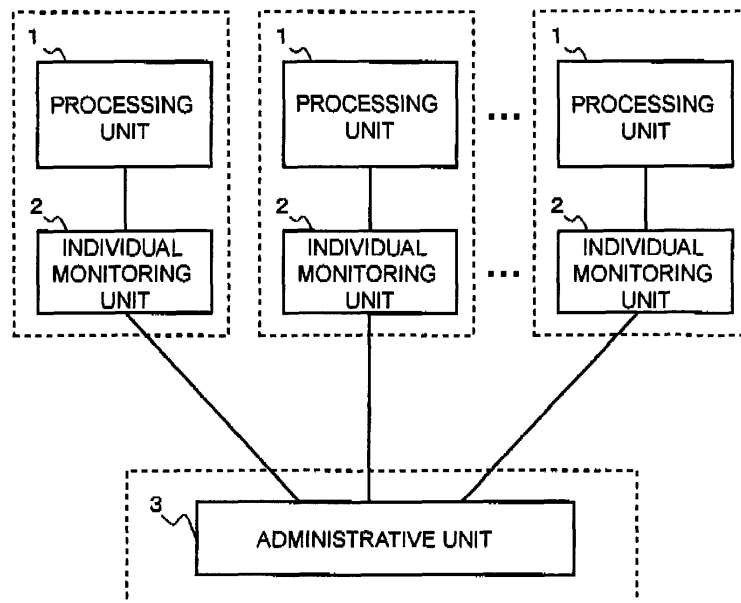 1
PROCESSING
UNIT
2
INDIVIDUAL
MONITORING
UNIT
1
PROCESSING
UNIT
2
INDIVIDUAL
MONITORING
UNIT
...
...
1
PROCESSING
UNIT
2
INDIVIDUAL
MONITORING
UNIT
3
ADMINISTRATIVE UNIT